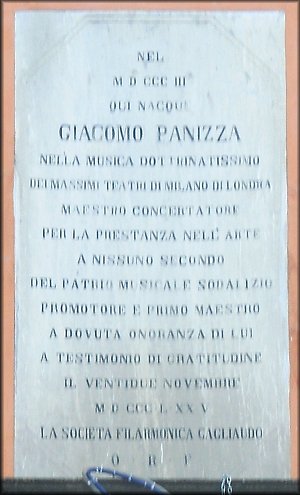 NEL
M D CCC III
QUI NACQUE
GIACOMO PANIZZA
NELLA MUSICA DOTTRINATISSIMO
DEI MASSIMI TEATRI DI MILANO DI LONDRA
MAESTRO CONCERTATORE
PER LA PRESTANZA NELL' ARTE
A NISSUNO SECONDO
DEL PATRIO MUSICALE SODALIZIO
PROMOTORE E PRIMO MAESTRO
A DOVUTA ONORANZA DI LUI
A TESTIMONIO DI GRATITUDINE
IL VENTIDUE NOVEMBRE
M D CCC L XX V
LA SOCIETÀ FILARMONICA GAGLIAUDO
Q R F